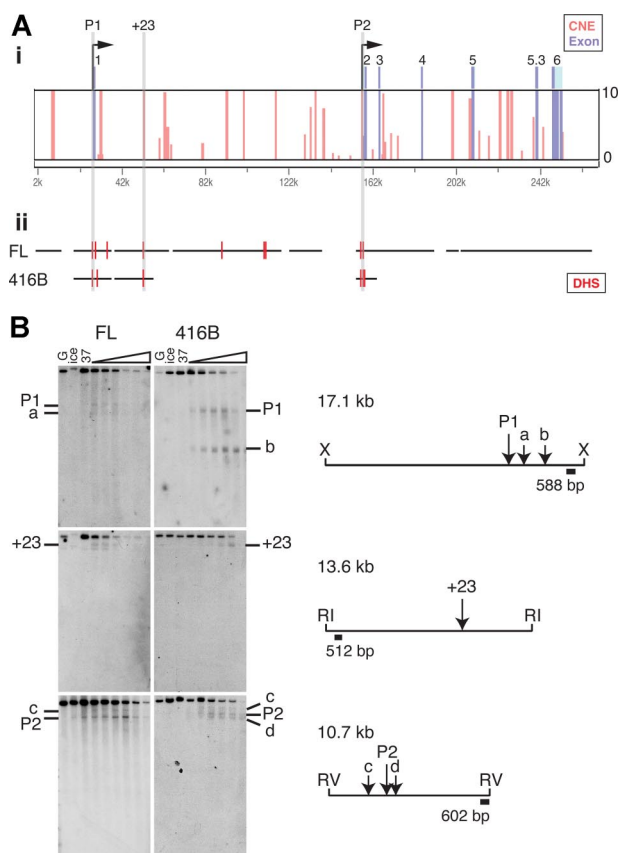 A
P1 +23 P2
CNE
Exon
i
1 2 3 4 5 5.3 6
10
0
2k 42k 82k 122k 162k 202k 242k
ii
FL
416B
DHS
B
FL 416B
G ice 37 G ice 37
P1
a
P1
b
17.1 kb
P1
a b
X X
588 bp
+23
+23
13.6 kb
+23
RI RI
512 bp
c
P2
c
P2
d
10.7 kb
P2
c d
RV RV
602 bp